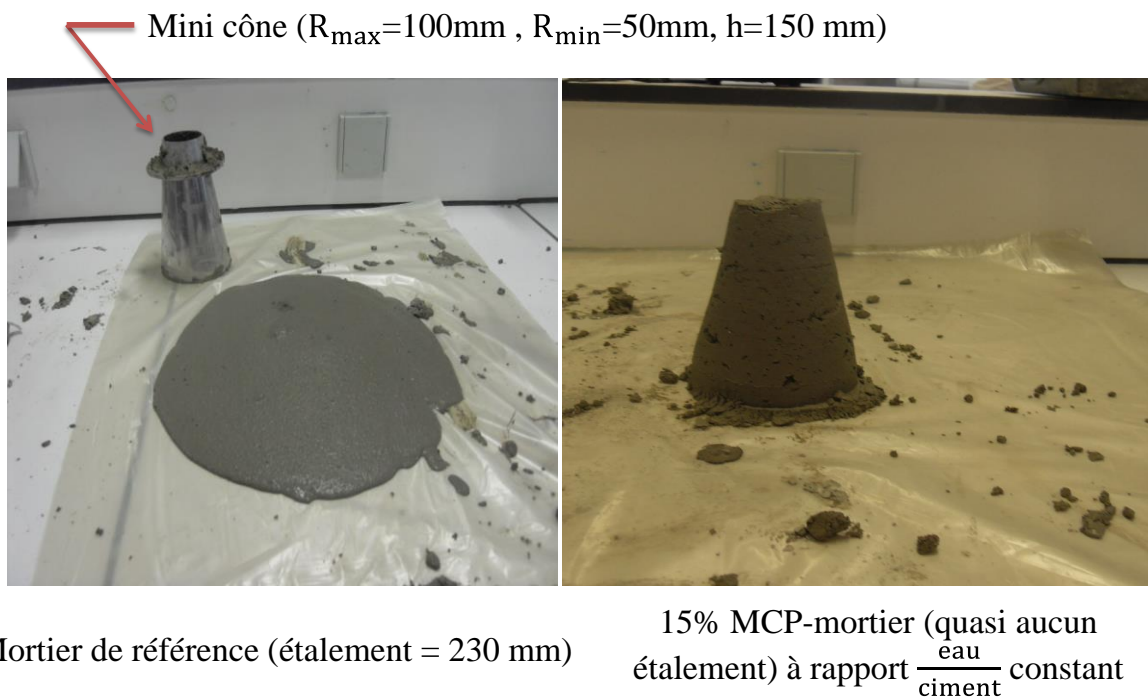 Mini cône (Rmax=100mm , Rmin=50mm, h=150 mm)
ortier de référence (étalement = 230 mm)
15% MCP-mortier (quasi aucun
étalement) à rapport eau/ciment constant